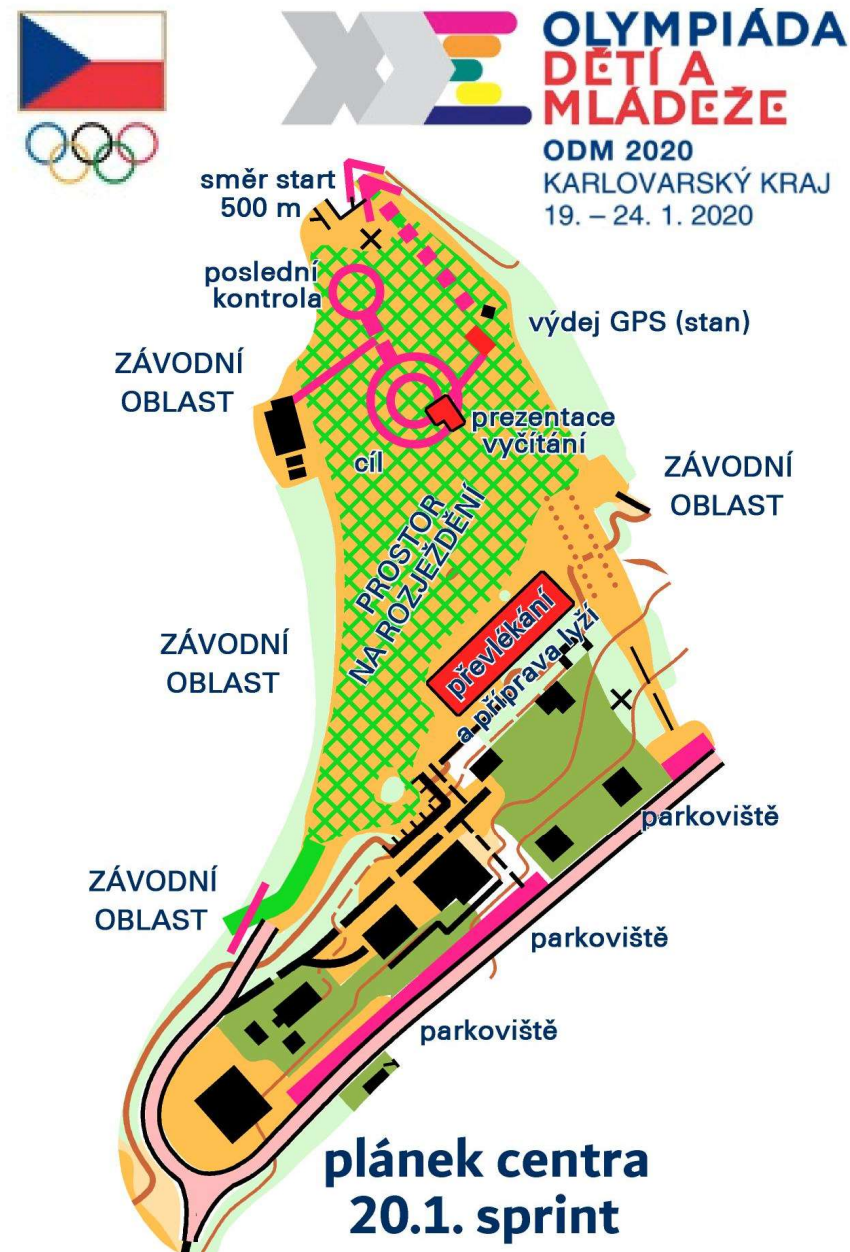 OLYMPIÁDA
DĚTÍ A
MLÁDEŽE
ODM 2020
KARLOVARSKÝ KRAJ
19. – 24. 1. 2020
směr start
500 m
poslední
kontrola
výdej GPS (stan)
ZÁVODNÍ
OBLAST
prezentace
vyčítání
cíl
ZÁVODNÍ
OBLAST
PROSTOR
NA ROZJEŽDĚNÍ
převlékání
a příprava lyží
ZÁVODNÍ
OBLAST
parkoviště
ZÁVODNÍ
OBLAST
parkoviště
parkoviště
plánek centra
20.1. sprint